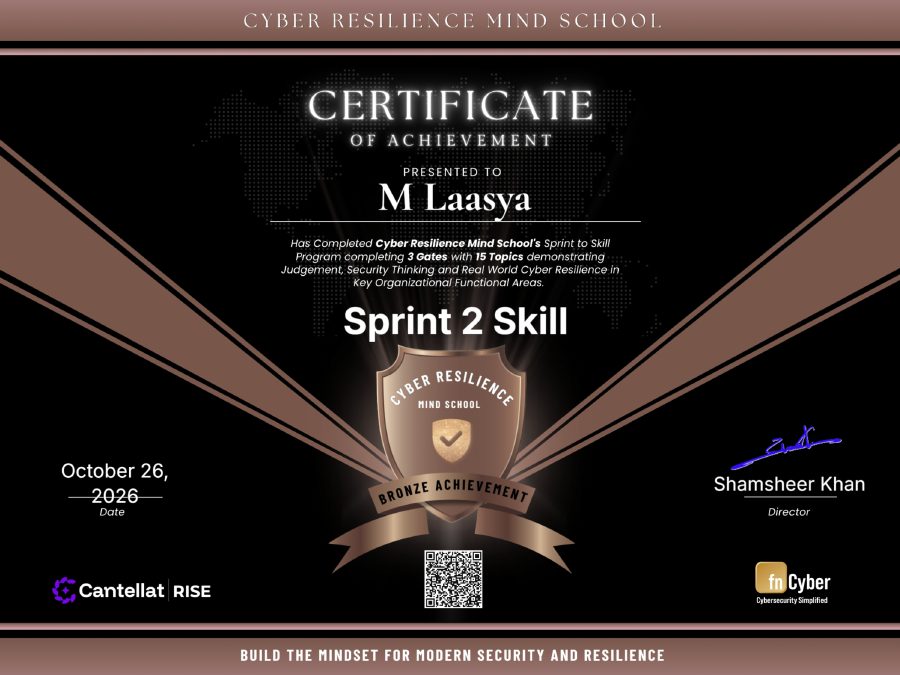 CYBER RESILIENCE MIND SCHOOL
CERTIFICATE
OF ACHIEVEMENT
PRESENTED TO
M Laasya
Has Completed Cyber Resilience Mind School's Sprint to Skill
Program completing 3 Gates with 15 Topics demonstrating
Judgement, Security Thinking and Real World Cyber Resilience in
Key Organizational Functional Areas.
Sprint 2 Skill
CYBER RESILIENCE
MIND SCHOOL
BRONZE ACHIEVEMENT
October 26,
2026
Date
Shamsheer Khan
Director
Cantellat RISE
fn Cyber
Cybersecurity Simplified
BUILD THE MINDSET FOR MODERN SECURITY AND RESILIENCE